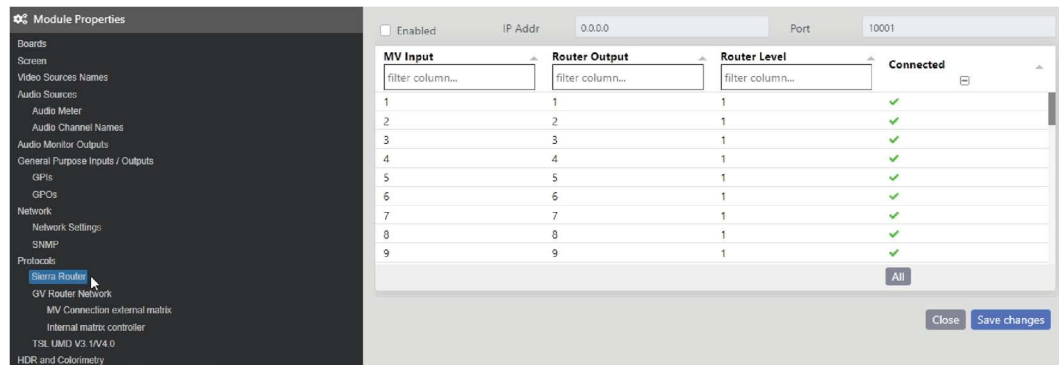 Module Properties
Boards
Screen
Video Sources Names
Audio Sources
Audio Meter
Audio Channel Names
Audio Monitor Outputs
General Purpose Inputs / Outputs
GPIs
GPOs
Network
Network Settings
SNMP
Protocols
Sierra Router
GV Router Network
MV Connection external matrix
Internal matrix controller
TSL UMD V3.1/V4.0
HDR and Colorimetry
Enabled IP Addr 0.0.0.0 Port 10001
MV Input Router Output Router Level Connected
filter column... filter column... filter column...
1 1 1
2 2 1
3 3 1
4 4 1
5 5 1
6 6 1
7 7 1
8 8 1
9 9 1
All
Close Save changes